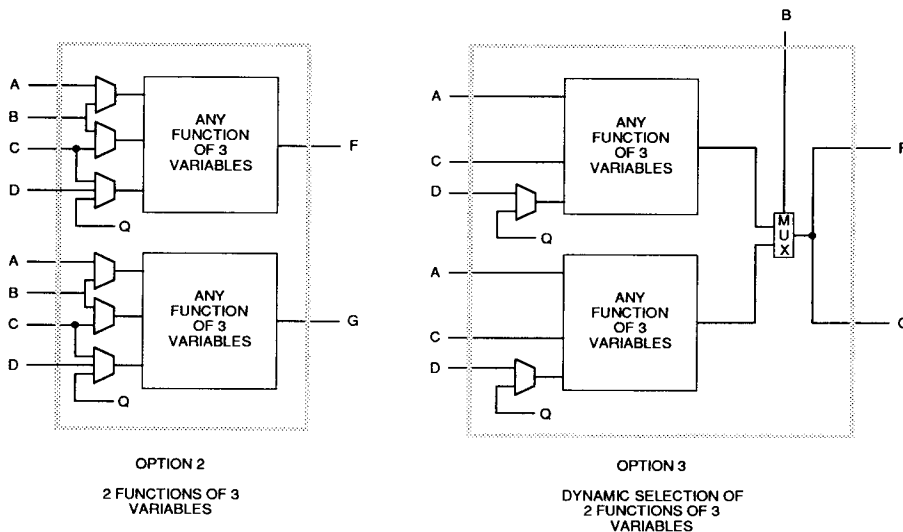 A
B
C
D
Q
ANY
FUNCTION
OF 3
VARIABLES
F
A
B
C
D
Q
ANY
FUNCTION
OF 3
VARIABLES
G
OPTION 2
2 FUNCTIONS OF 3
VARIABLES
B
A
C
D
Q
ANY
FUNCTION
OF 3
VARIABLES
M
U
X
A
C
D
Q
ANY
FUNCTION
OF 3
VARIABLES
OPTION 3
DYNAMIC SELECTION OF
2 FUNCTIONS OF 3
VARIABLES